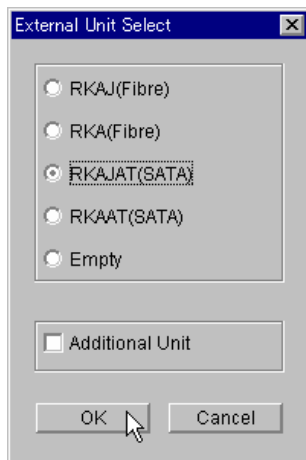 External Unit Select
RKAJ(Fibre)
RKA(Fibre)
RKAJAT(SATA)
RKAAT(SATA)
Empty
Additional Unit
OK
Cancel